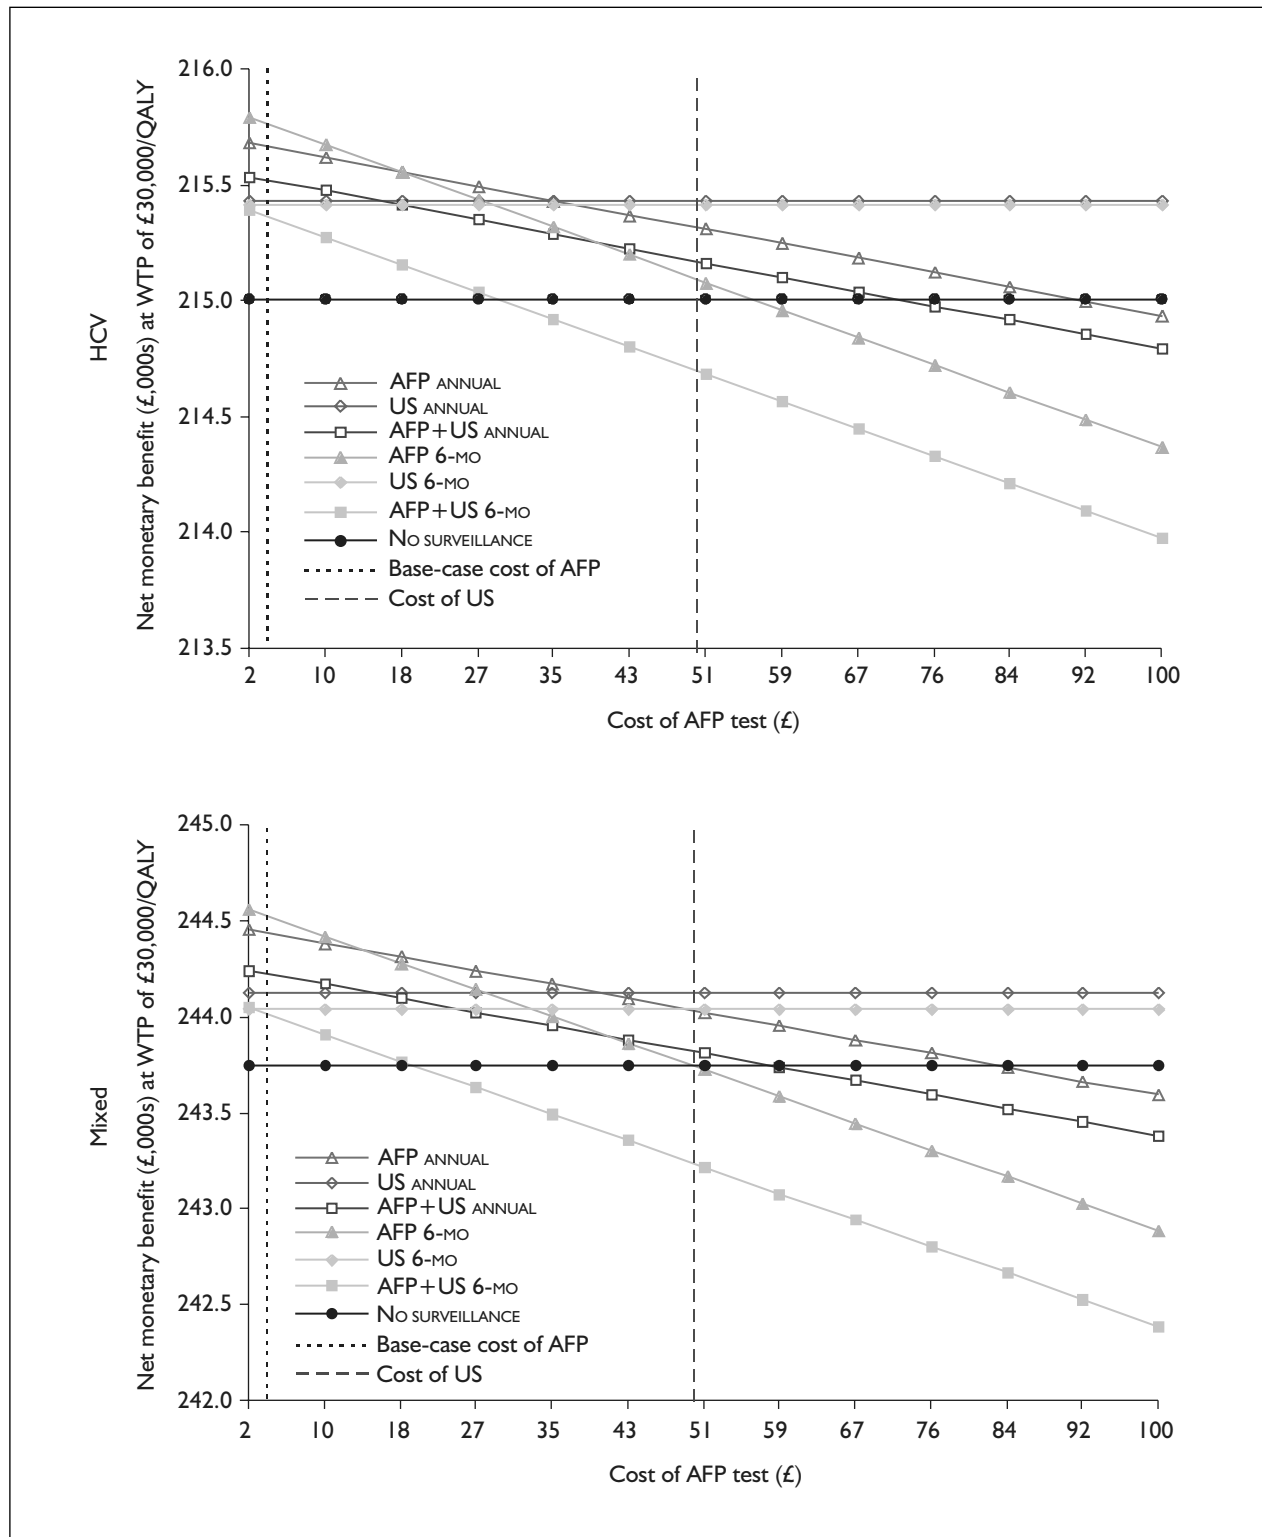 216.0
215.5
215.0
214.5
214.0
213.5
HCV
Net monetary benefit (£,000s) at WTP of £30,000/QALY
AFP ANNUAL
US ANNUAL
AFP+US ANNUAL
AFP 6-MO
US 6-MO
AFP+US 6-MO
NO SURVEILLANCE
Base-case cost of AFP
Cost of US
2 10 18 27 35 43 51 59 67 76 84 92 100
Cost of AFP test (£)
245.0
244.5
244.0
243.5
243.0
242.5
242.0
Mixed
Net monetary benefit (£,000s) at WTP of £30,000/QALY
AFP ANNUAL
US ANNUAL
AFP+US ANNUAL
AFP 6-MO
US 6-MO
AFP+US 6-MO
NO SURVEILLANCE
Base-case cost of AFP
Cost of US
2 10 18 27 35 43 51 59 67 76 84 92 100
Cost of AFP test (£)